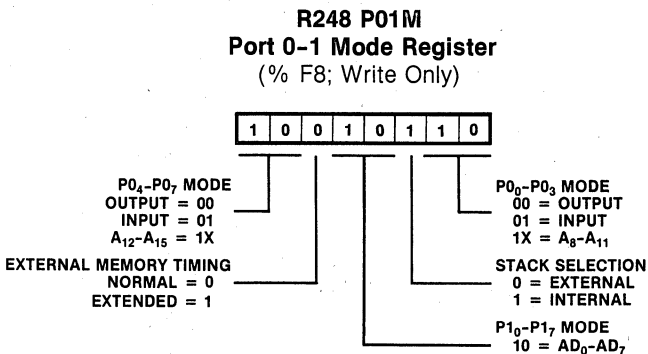 R248 P01M
Port 0-1 Mode Register
(% F8; Write Only)
1 0 0 1 0 1 1 0
P0₄-P0₇ MODE
OUTPUT = 00
INPUT = 01
A₁₂-A₁₅ = 1X
EXTERNAL MEMORY TIMING
NORMAL = 0
EXTENDED = 1
P0₀-P0₃ MODE
00 = OUTPUT
01 = INPUT
1X = A₈-A₁₁
STACK SELECTION
0 = EXTERNAL
1 = INTERNAL
P1₀-P1₇ MODE
10 = AD₀-AD₇